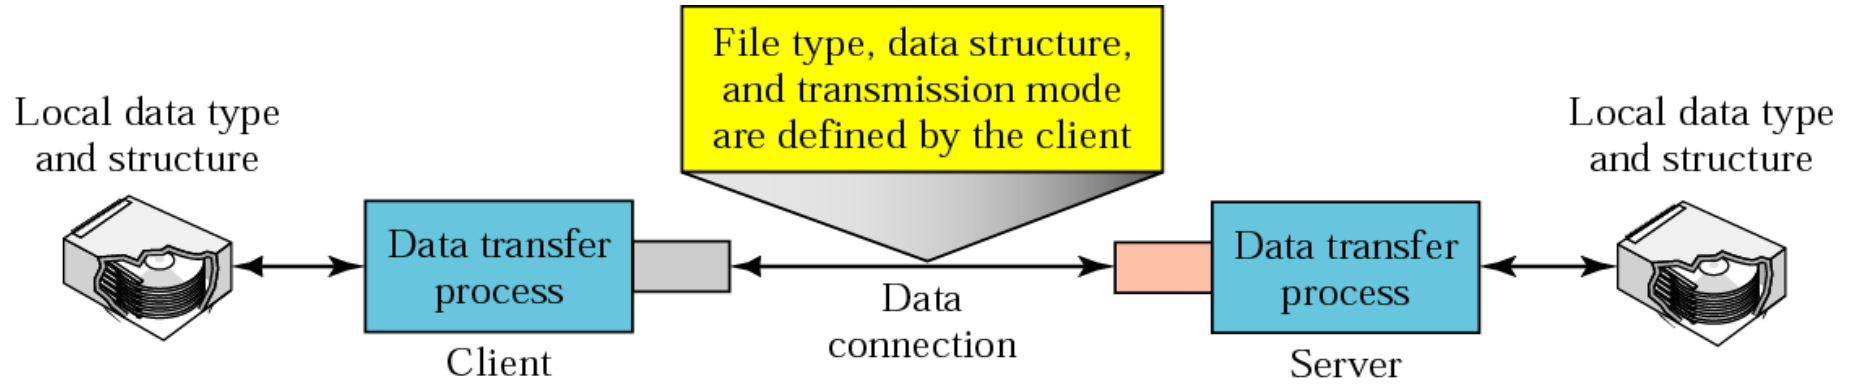 File type, data structure,
and transmission mode
are defined by the client
Local data type
and structure
Local data type
and structure
Data transfer
process
Data transfer
process
Data
connection
Client
Server